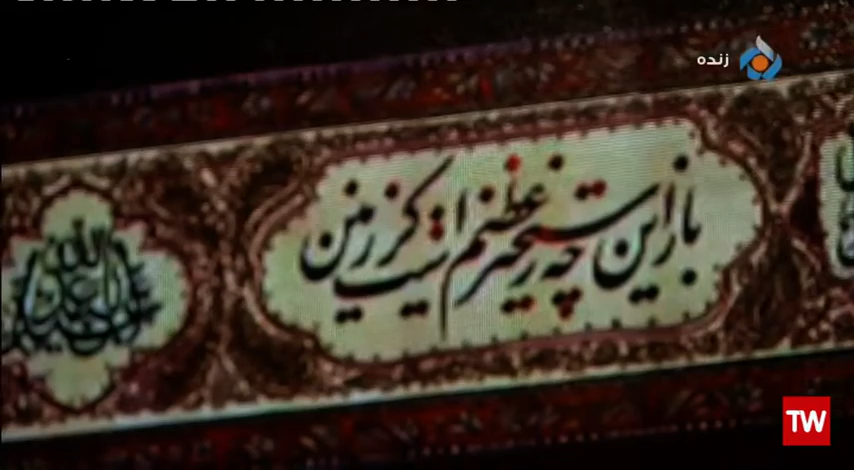 زنده
باز این چه رستخیز عظیم است کز زمین
TW